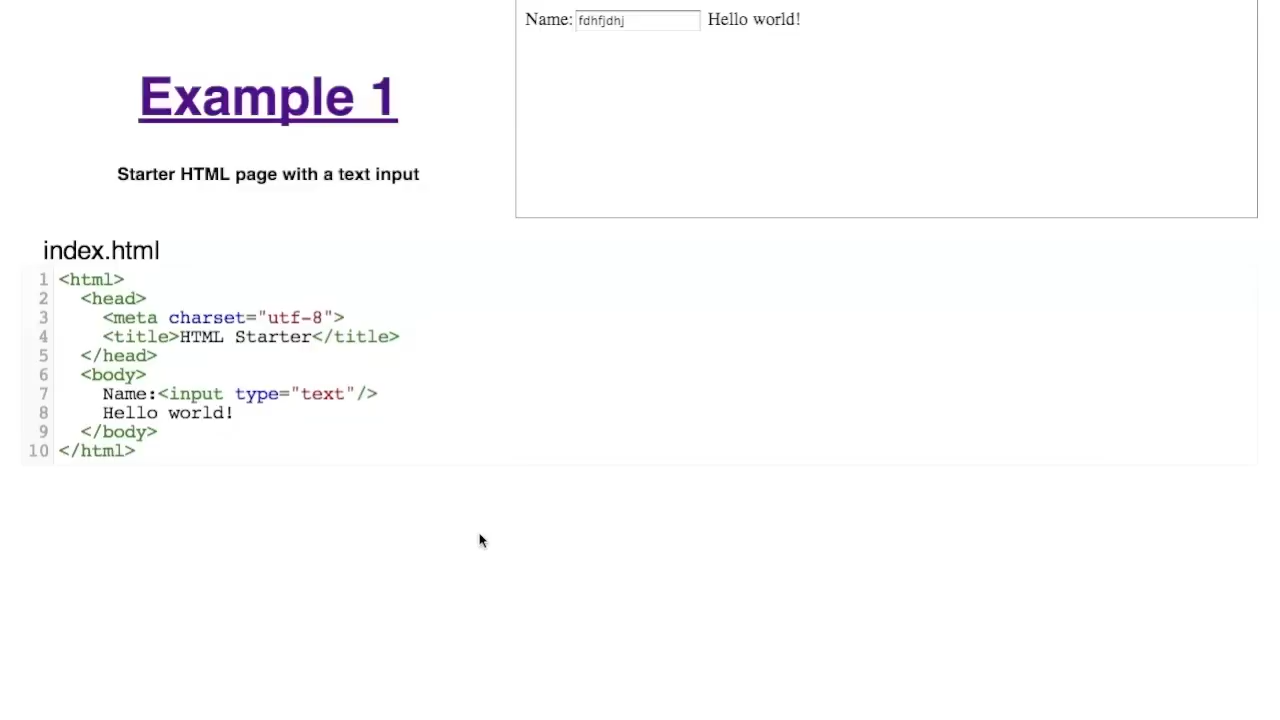 Name: fdhfjdhj Hello world!
Example 1
Starter HTML page with a text input
index.html
1 <html>
2   <head>
3     <meta charset="utf-8">
4     <title>HTML Starter</title>
5   </head>
6   <body>
7     Name:<input type="text"/>
8     Hello world!
9   </body>
10 </html>